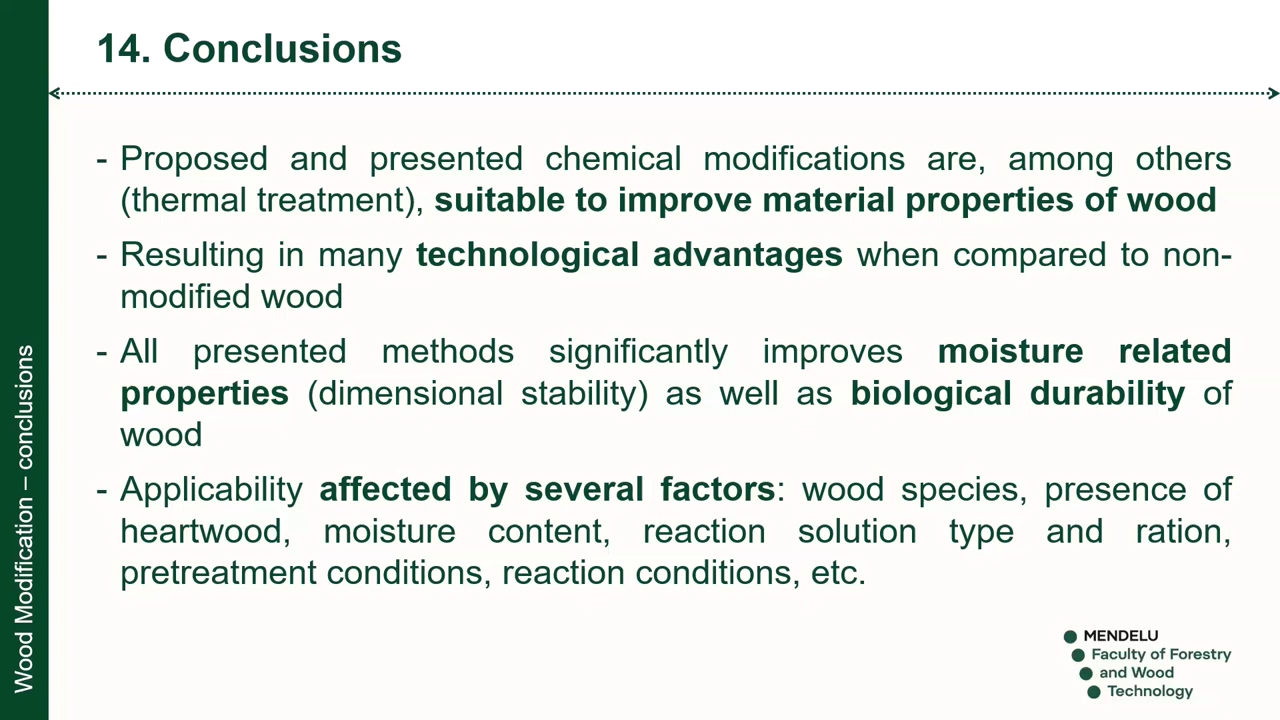 14. Conclusions
- Proposed and presented chemical modifications are, among others
(thermal treatment), suitable to improve material properties of wood
- Resulting in many technological advantages when compared to non-
modified wood
- All presented methods significantly improves moisture related
properties (dimensional stability) as well as biological durability of
wood
- Applicability affected by several factors: wood species, presence of
heartwood, moisture content, reaction solution type and ration,
pretreatment conditions, reaction conditions, etc.
Wood Modification – conclusions
MENDELU
Faculty of Forestry
and Wood
Technology